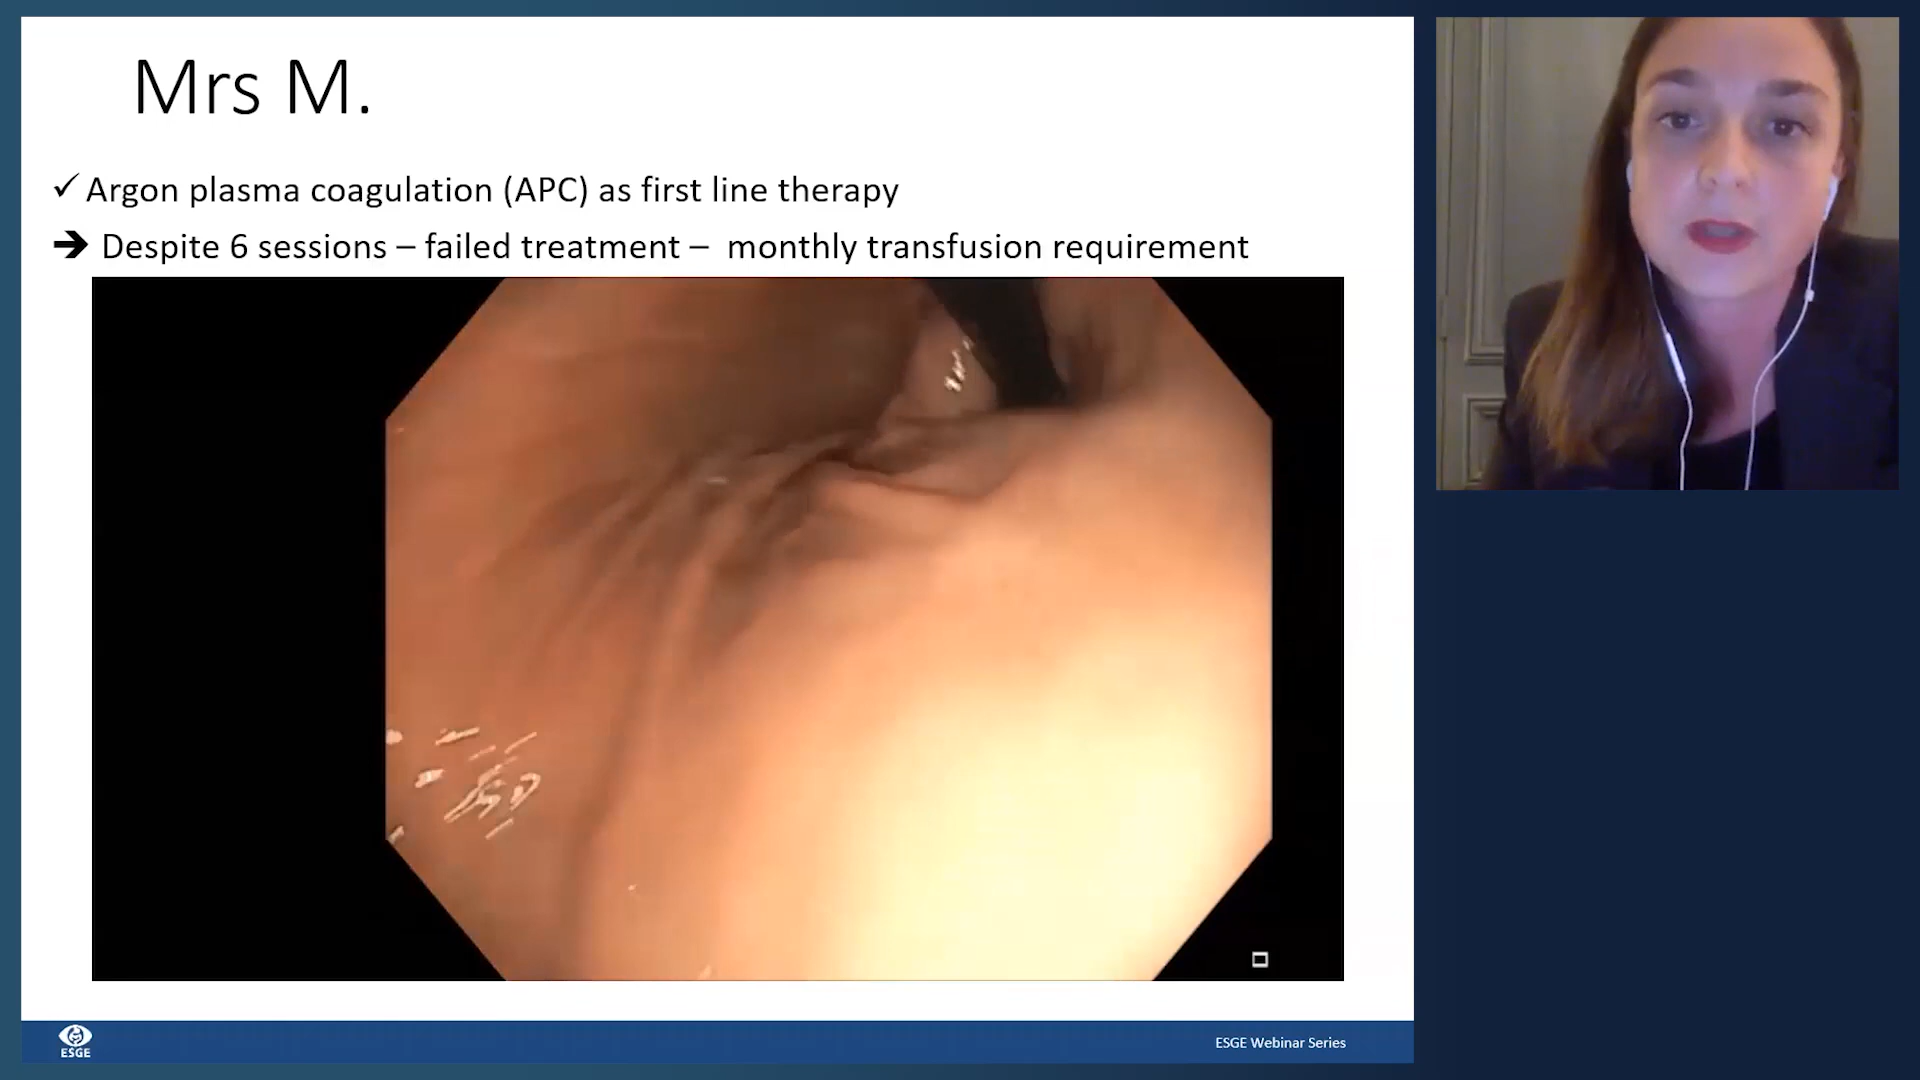 Mrs M.
✓ Argon plasma coagulation (APC) as first line therapy
➔ Despite 6 sessions – failed treatment – monthly transfusion requirement
ESGE
ESGE Webinar Series